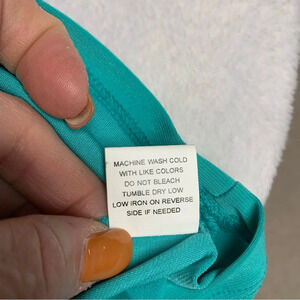 MACHINE WASH COLD
WITH LIKE COLORS
DO NOT BLEACH
TUMBLE DRY LOW
LOW IRON ON REVERSE
SIDE IF NEEDED